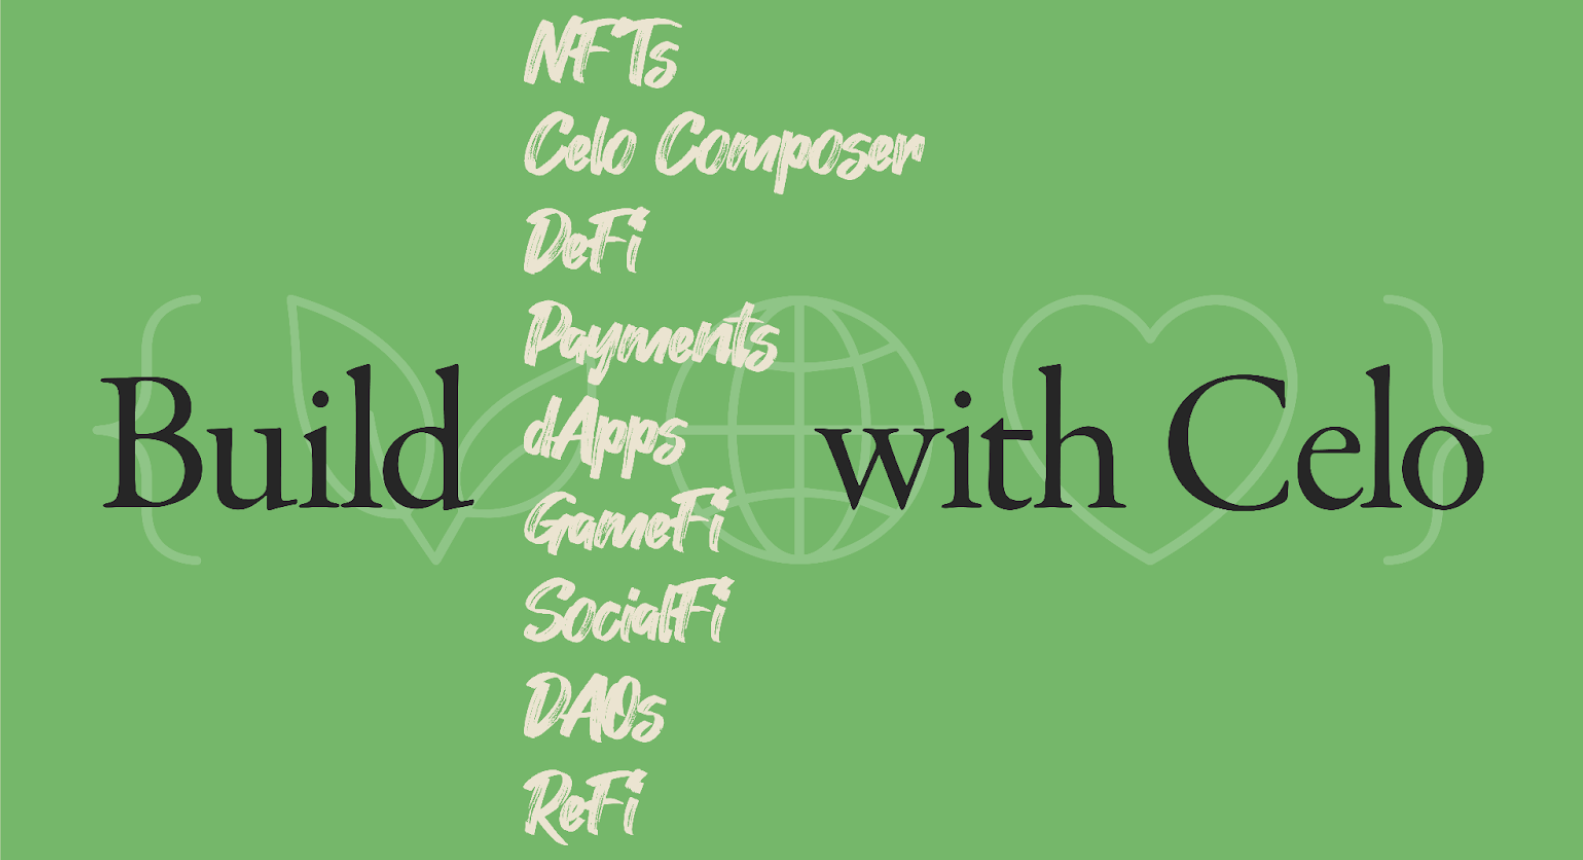 NFTs
Celo Composer
DeFi
Payments
Build dApps with Celo
GameFi
SocialFi
DAOs
ReFi